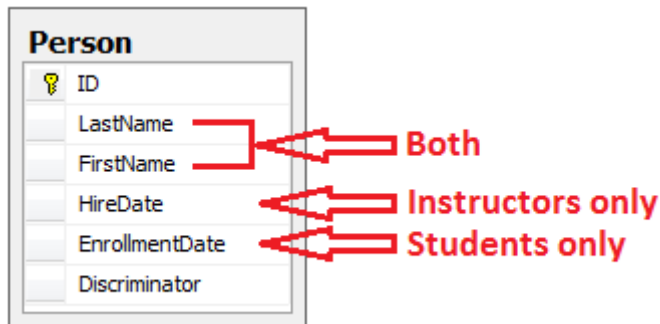 Person
ID
LastName
FirstName
Both
HireDate
Instructors only
EnrollmentDate
Students only
Discriminator